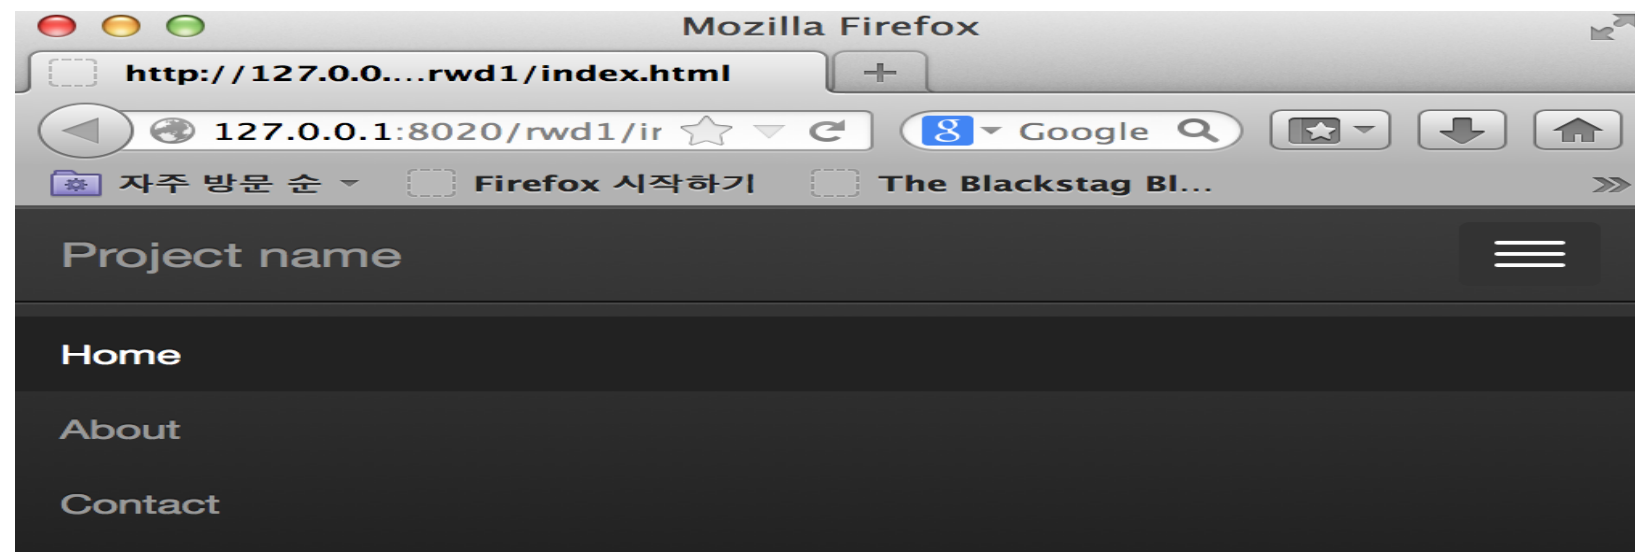 Mozilla Firefox
http://127.0.0....rwd1/index.html
127.0.0.1:8020/rwd1/ir 8 Google
자주 방문 순 Firefox 시작하기 The Blackstag Bl...
Project name
Home
About
Contact